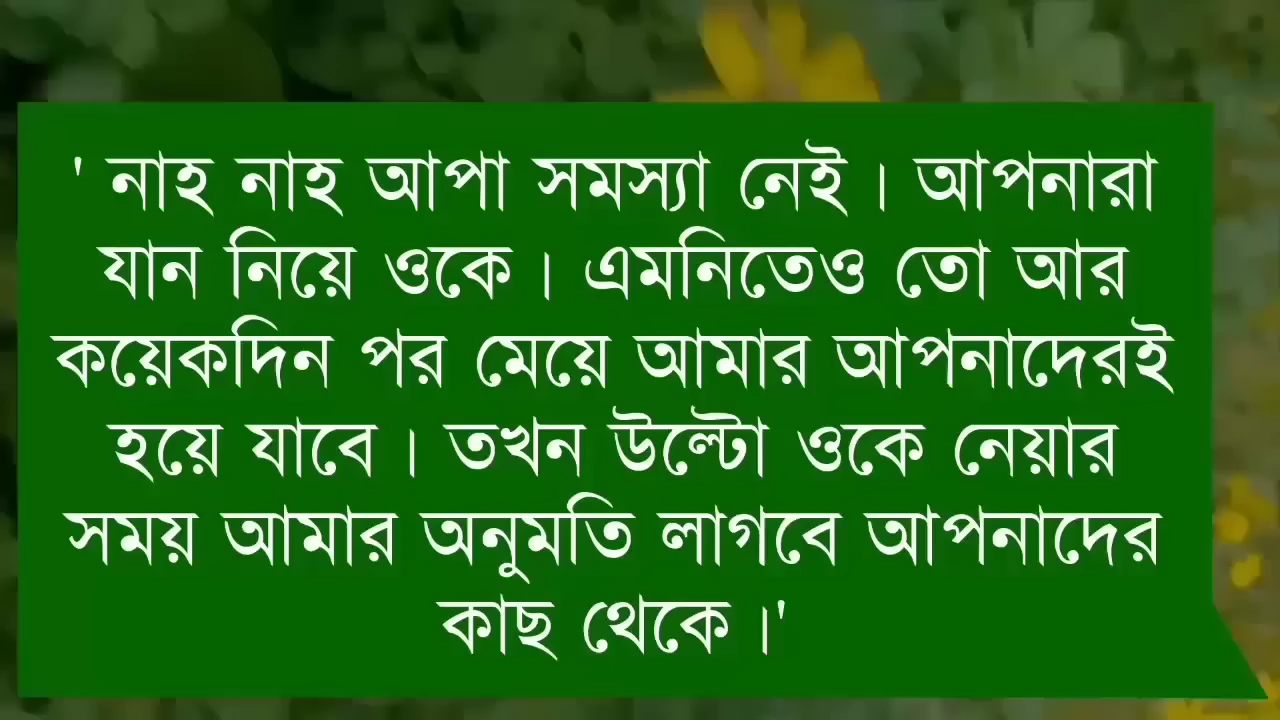 ' নাহ নাহ আপা সমস্যা নেই। আপনারা
যান নিয়ে ওকে। এমনিতেও তো আর
কয়েকদিন পর মেয়ে আমার আপনাদেরই
হয়ে যাবে। তখন উল্টো ওকে নেয়ার
সময় আমার অনুমতি লাগবে আপনাদের
কাছ থেকে।'